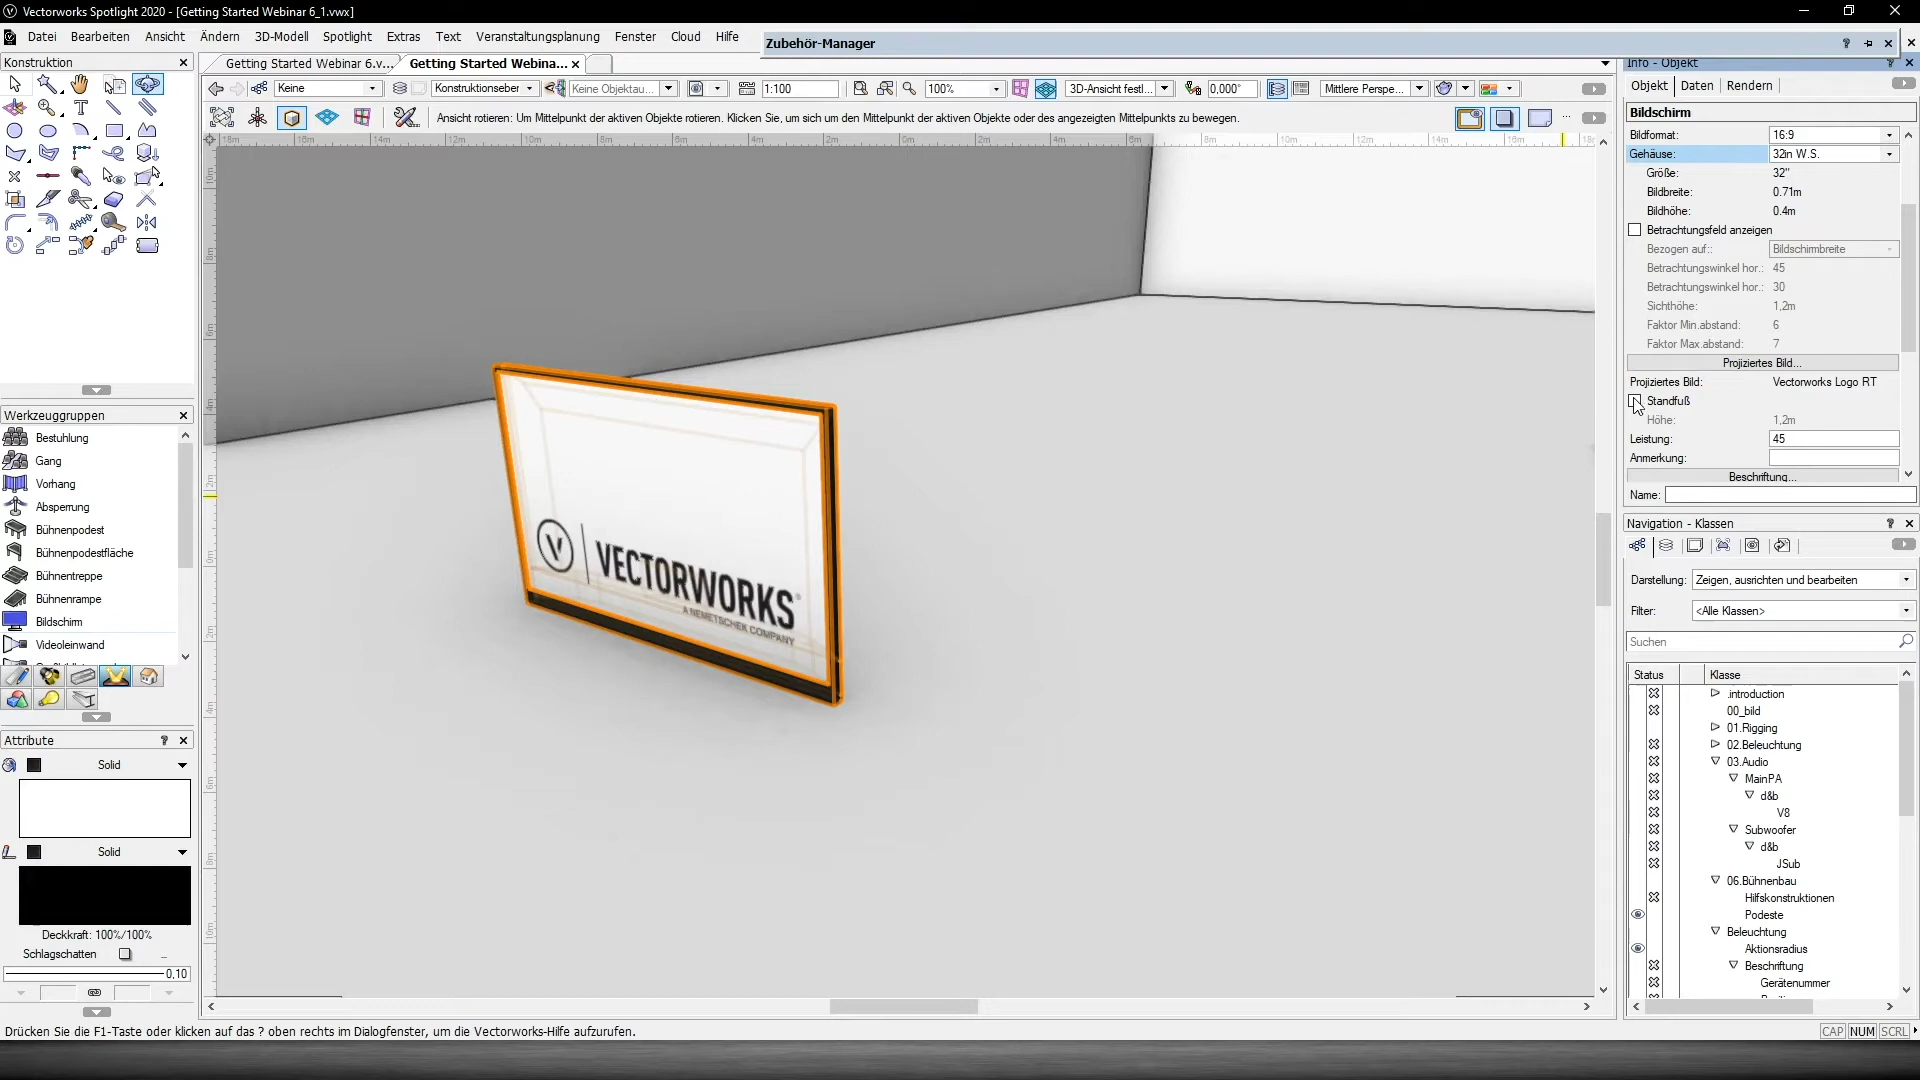 Vectorworks Spotlight 2020 - [Getting Started Webinar 6_1.vwx]
Datei Bearbeiten Ansicht Ändern 3D-Modell Spotlight Extras Text Veranstaltungsplanung Fenster Cloud Hilfe
Zubehör-Manager
Konstruktion
Getting Started Webinar 6.v...
Getting Started Webina...
Keine
Konstruktionseber
Keine Objektau...
1:100
100%
3D-Ansicht festl...
0,000°
Mittlere Perspe...
Ansicht rotieren: Um Mittelpunkt der aktiven Objekte rotieren. Klicken Sie, um sich um den Mittelpunkt der aktiven Objekte oder des angezeigten Mittelpunkts zu bewegen.
VECTORWORKS
A NEMETSCHEK COMPANY
Werkzeuggruppen
Bestuhlung
Gang
Vorhang
Absperrung
Bühnenpodest
Bühnenpodestfläche
Bühnentreppe
Bühnenrampe
Bildschirm
Videoleinwand
Attribute
Solid
Solid
Deckkraft: 100%/100%
Schlagschatten
0,10
Info - Objekt
Objekt Daten Rendern
Bildschirm
Bildformat: 16:9
Gehäuse: 32in W.S.
Größe: 32"
Bildbreite: 0.71m
Bildhöhe: 0.4m
Betrachtungsfeld anzeigen
Bezogen auf:: Bildschirmbreite
Betrachtungswinkel hor.: 45
Betrachtungswinkel hor.: 30
Sichthöhe: 1,2m
Faktor Min.abstand: 6
Faktor Max.abstand: 7
Projiziertes Bild...
Projiziertes Bild: Vectorworks Logo RT
Standfuß
Höhe: 1,2m
Leistung: 45
Anmerkung:
Beschriftung...
Name:
Navigation - Klassen
Darstellung: Zeigen, ausrichten und bearbeiten
Filter: <Alle Klassen>
Suchen
Status Klasse
.introduction
00_bild
01.Rigging
02.Beleuchtung
03.Audio
MainPA
d&b
V8
Subwoofer
d&b
JSub
06.Bühnenbau
Hilfskonstruktionen
Podeste
Beleuchtung
Aktionsradius
Beschriftung
Gerätenummer
Drücken Sie die F1-Taste oder klicken auf das ? oben rechts im Dialogfenster, um die Vectorworks-Hilfe aufzurufen.
CAP NUM SCRL